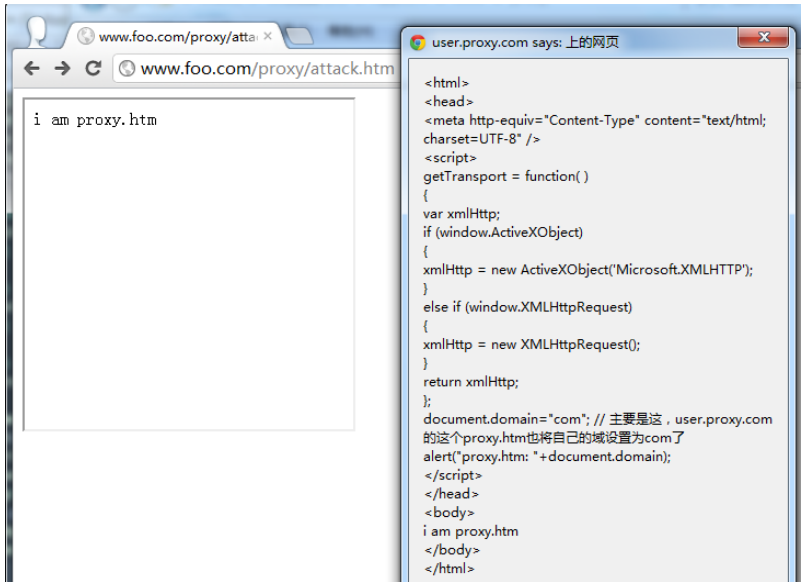 www.foo.com/proxy/atta
www.foo.com/proxy/attack.htm
i am proxy.htm
user.proxy.com says: 上的网页
<html>
<head>
<meta http-equiv="Content-Type" content="text/html;
charset=UTF-8" />
<script>
getTransport = function( )
{
var xmlHttp;
if (window.ActiveXObject)
{
xmlHttp = new ActiveXObject('Microsoft.XMLHTTP');
}
else if (window.XMLHttpRequest)
{
xmlHttp = new XMLHttpRequest();
}
return xmlHttp;
};
document.domain="com"; // 主要是这，user.proxy.com
的这个proxy.htm也将自己的域设置为com了
alert("proxy.htm: "+document.domain);
</script>
</head>
<body>
i am proxy.htm
</body>
</html>